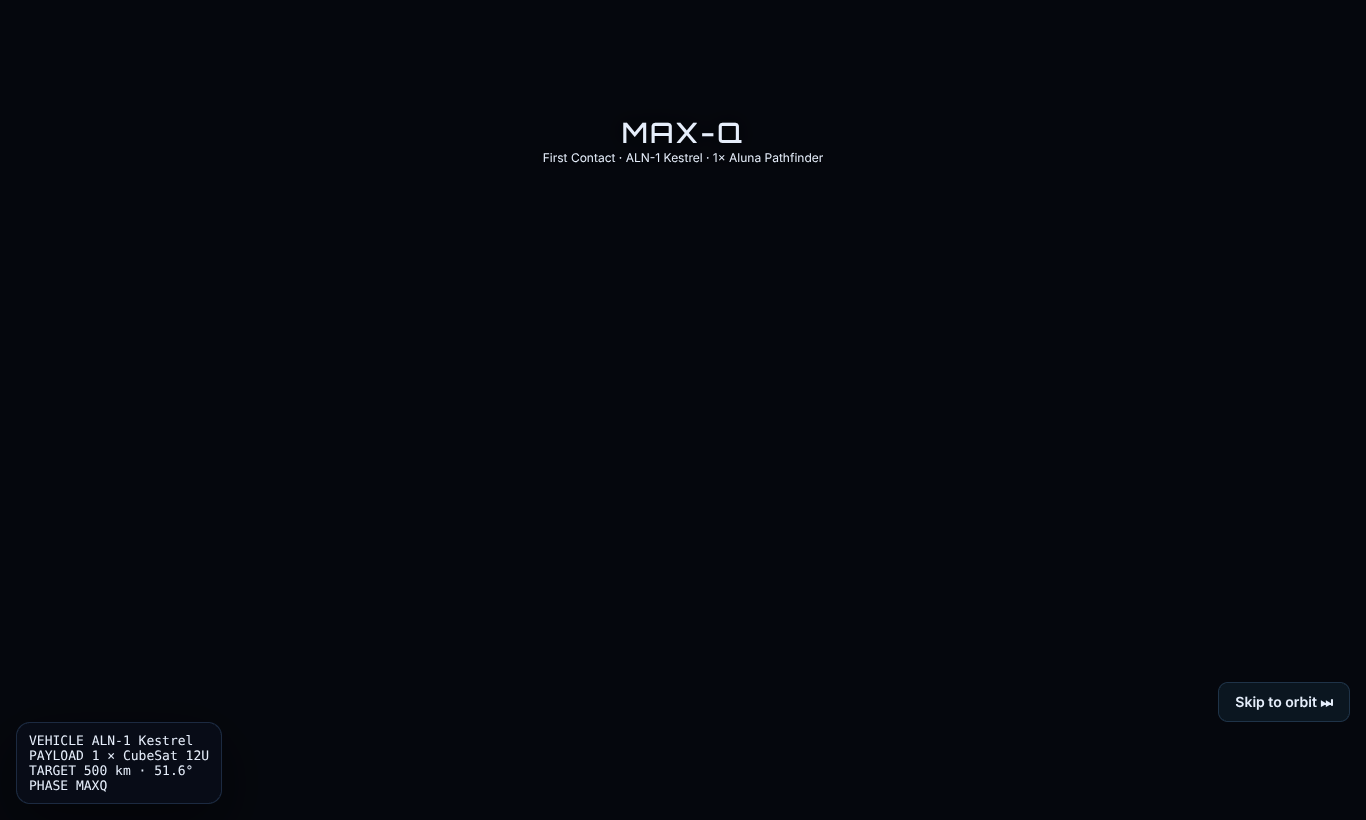 MAX-Q
First Contact · ALN-1 Kestrel · 1× Aluna Pathfinder
Skip to orbit ⏭
VEHICLE ALN-1 Kestrel
PAYLOAD 1 × CubeSat 12U
TARGET 500 km · 51.6°
PHASE MAXQ